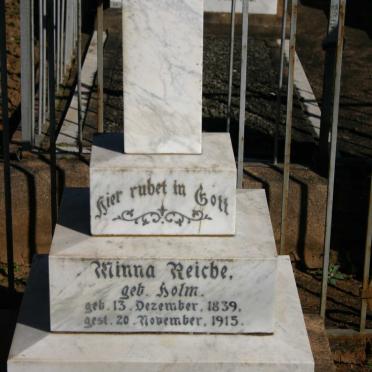 Hier ruhet in Gott
Minna Reiche,
geb. Holm.
geb. 13. Dezember. 1839,
gest. 20. November. 1915.